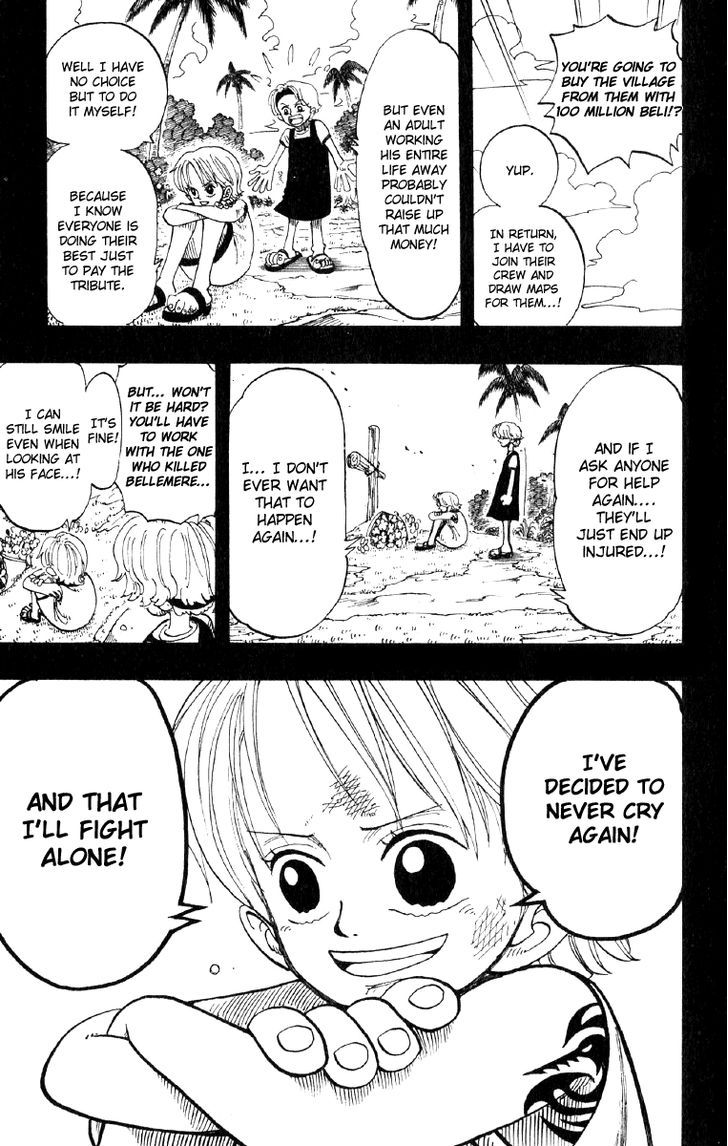 YOU'RE GOING TO
BUY THE VILLAGE
FROM THEM WITH
100 MILLION BELI!?
YUP.
IN RETURN,
I HAVE TO
JOIN THEIR
CREW AND
DRAW MAPS
FOR THEM...!
BUT EVEN
AN ADULT
WORKING
HIS ENTIRE
LIFE AWAY
PROBABLY
COULDN'T
RAISE UP
THAT MUCH
MONEY!
WELL I HAVE
NO CHOICE
BUT TO DO
IT MYSELF!
BECAUSE
I KNOW
EVERYONE IS
DOING THEIR
BEST JUST
TO PAY THE
TRIBUTE.
AND IF I
ASK ANYONE
FOR HELP
AGAIN....
THEY'LL
JUST END UP
INJURED...!
I... I DON'T
EVER WANT
THAT TO
HAPPEN
AGAIN...!
BUT... WON'T
IT BE HARD?
YOU'LL HAVE
TO WORK
WITH THE ONE
WHO KILLED
BELLEMERE...
IT'S
FINE!
I CAN
STILL SMILE
EVEN WHEN
LOOKING AT
HIS FACE...!
I'VE
DECIDED TO
NEVER CRY
AGAIN!
AND THAT
I'LL FIGHT
ALONE!